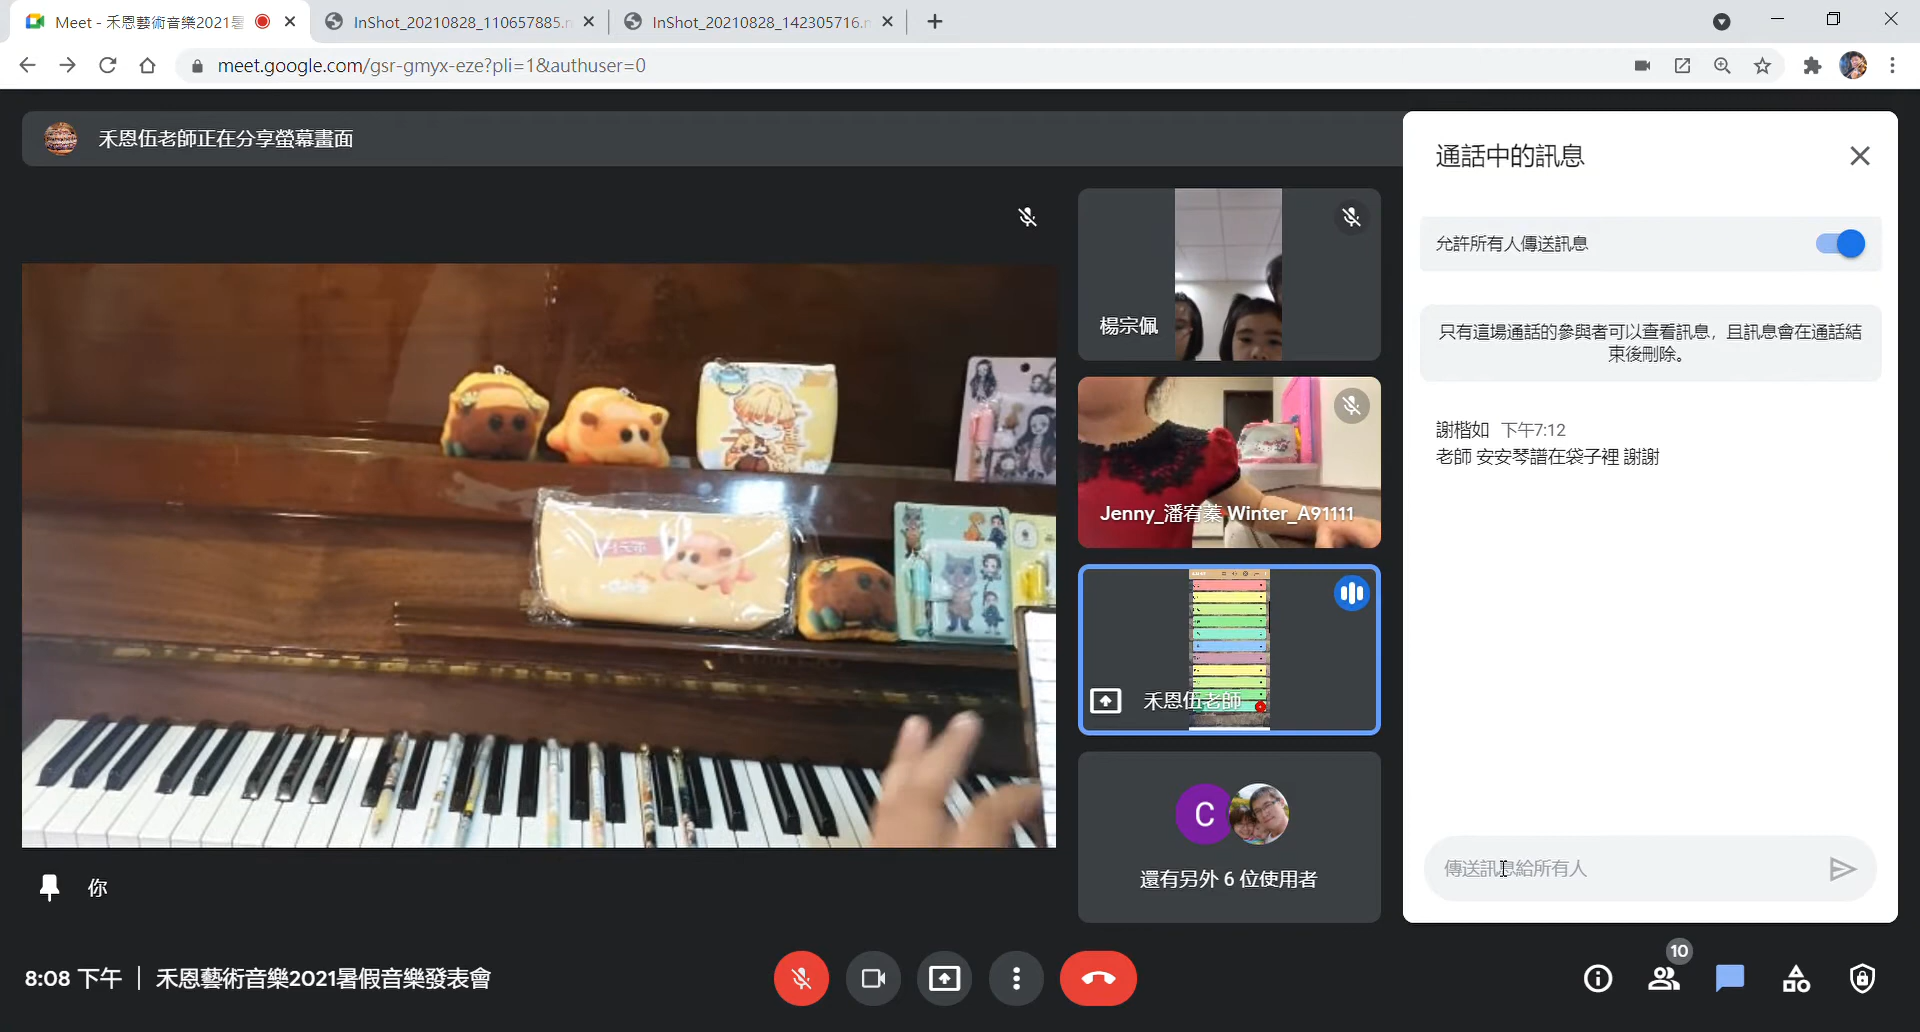 Meet - 禾恩藝術音樂2021暑
InShot_20210828_110657885.m
InShot_20210828_142305716.m
meet.google.com/gsr-gmyx-eze?pli=1&authuser=0
禾恩伍老師正在分享螢幕畫面
楊宗佩
Jenny_潘宥蓁 Winter_A91111
禾恩伍老師
C
還有另外 6 位使用者
你
通話中的訊息
允許所有人傳送訊息
只有這場通話的參與者可以查看訊息，且訊息會在通話結
束後刪除。
謝楷如 下午7:12
老師 安安琴譜在袋子裡 謝謝
傳送訊息給所有人
8:08 下午 | 禾恩藝術音樂2021暑假音樂發表會
10